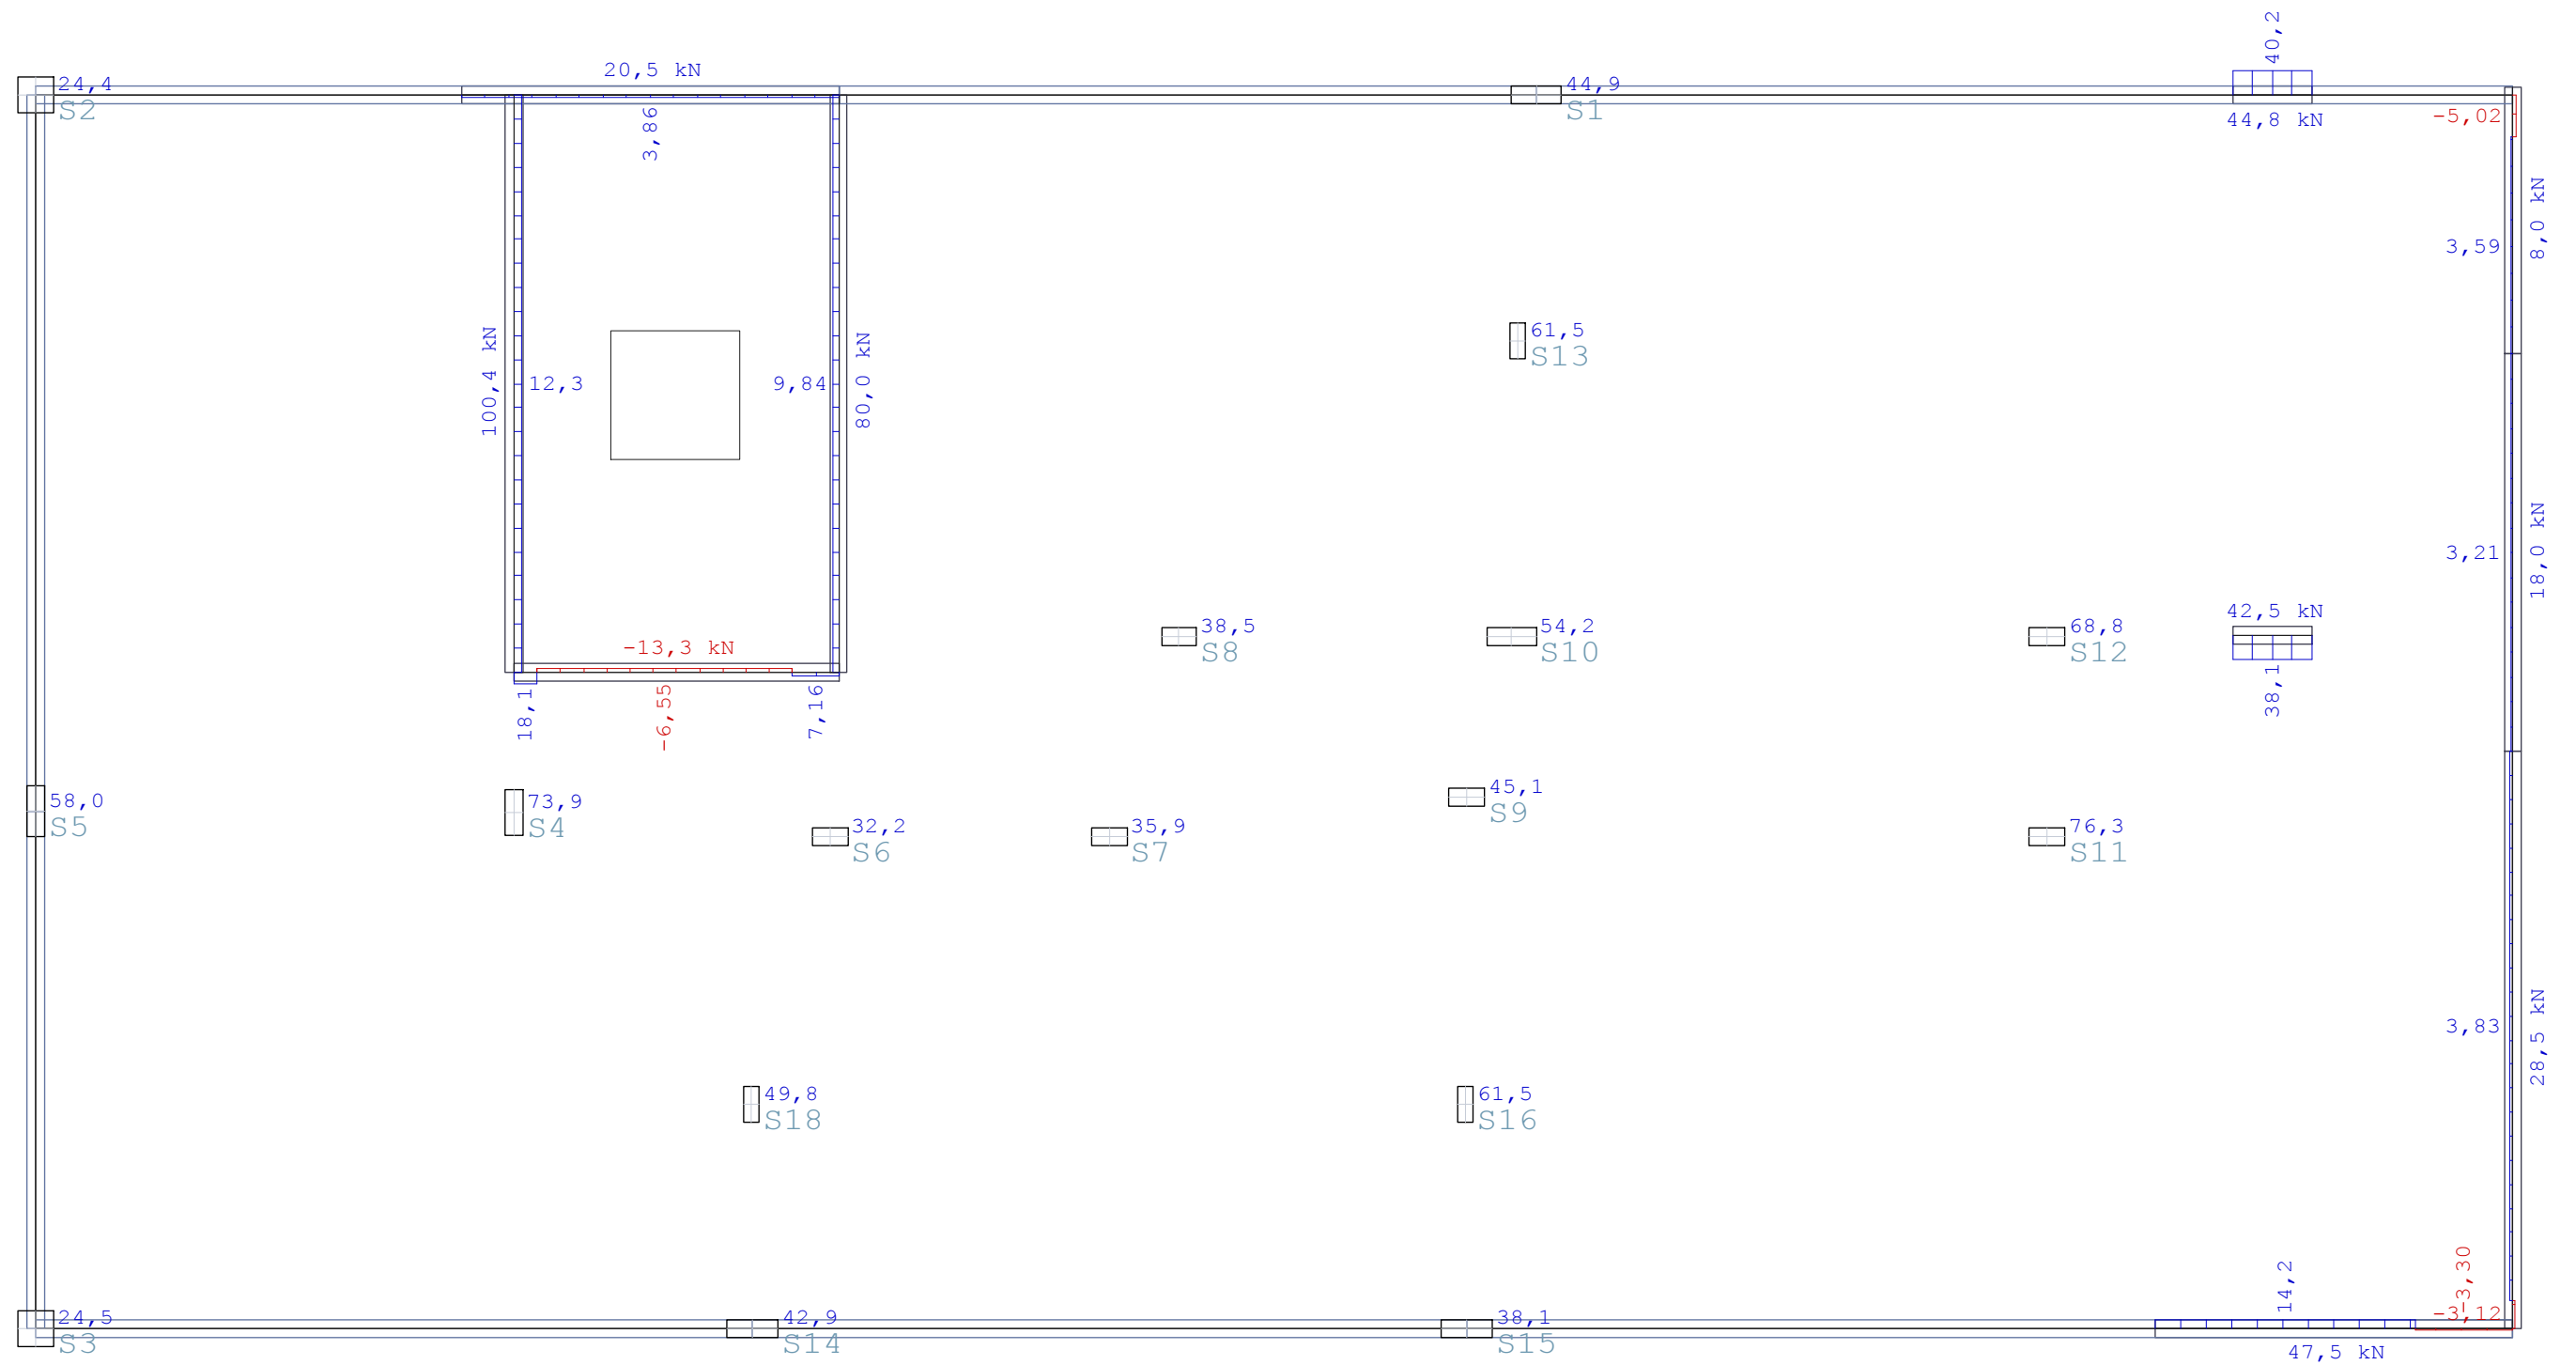 40,2
20,5 kN
24,4
S2
44,9
S1
44,8 kN
-5,02
3,86
8,0 kN
3,59
61,5
S13
100,4 kN
12,3
9,84
80,0 kN
18,0 kN
3,21
42,5 kN
38,5
S8
54,2
S10
68,8
S12
38,1
-13,3 kN
18,1
-6,55
7,16
58,0
S5
73,9
S4
32,2
S6
35,9
S7
45,1
S9
76,3
S11
3,83
28,5 kN
49,8
S18
61,5
S16
14,2
-3,30
-3,12
24,5
S3
42,9
S14
38,1
S15
47,5 kN